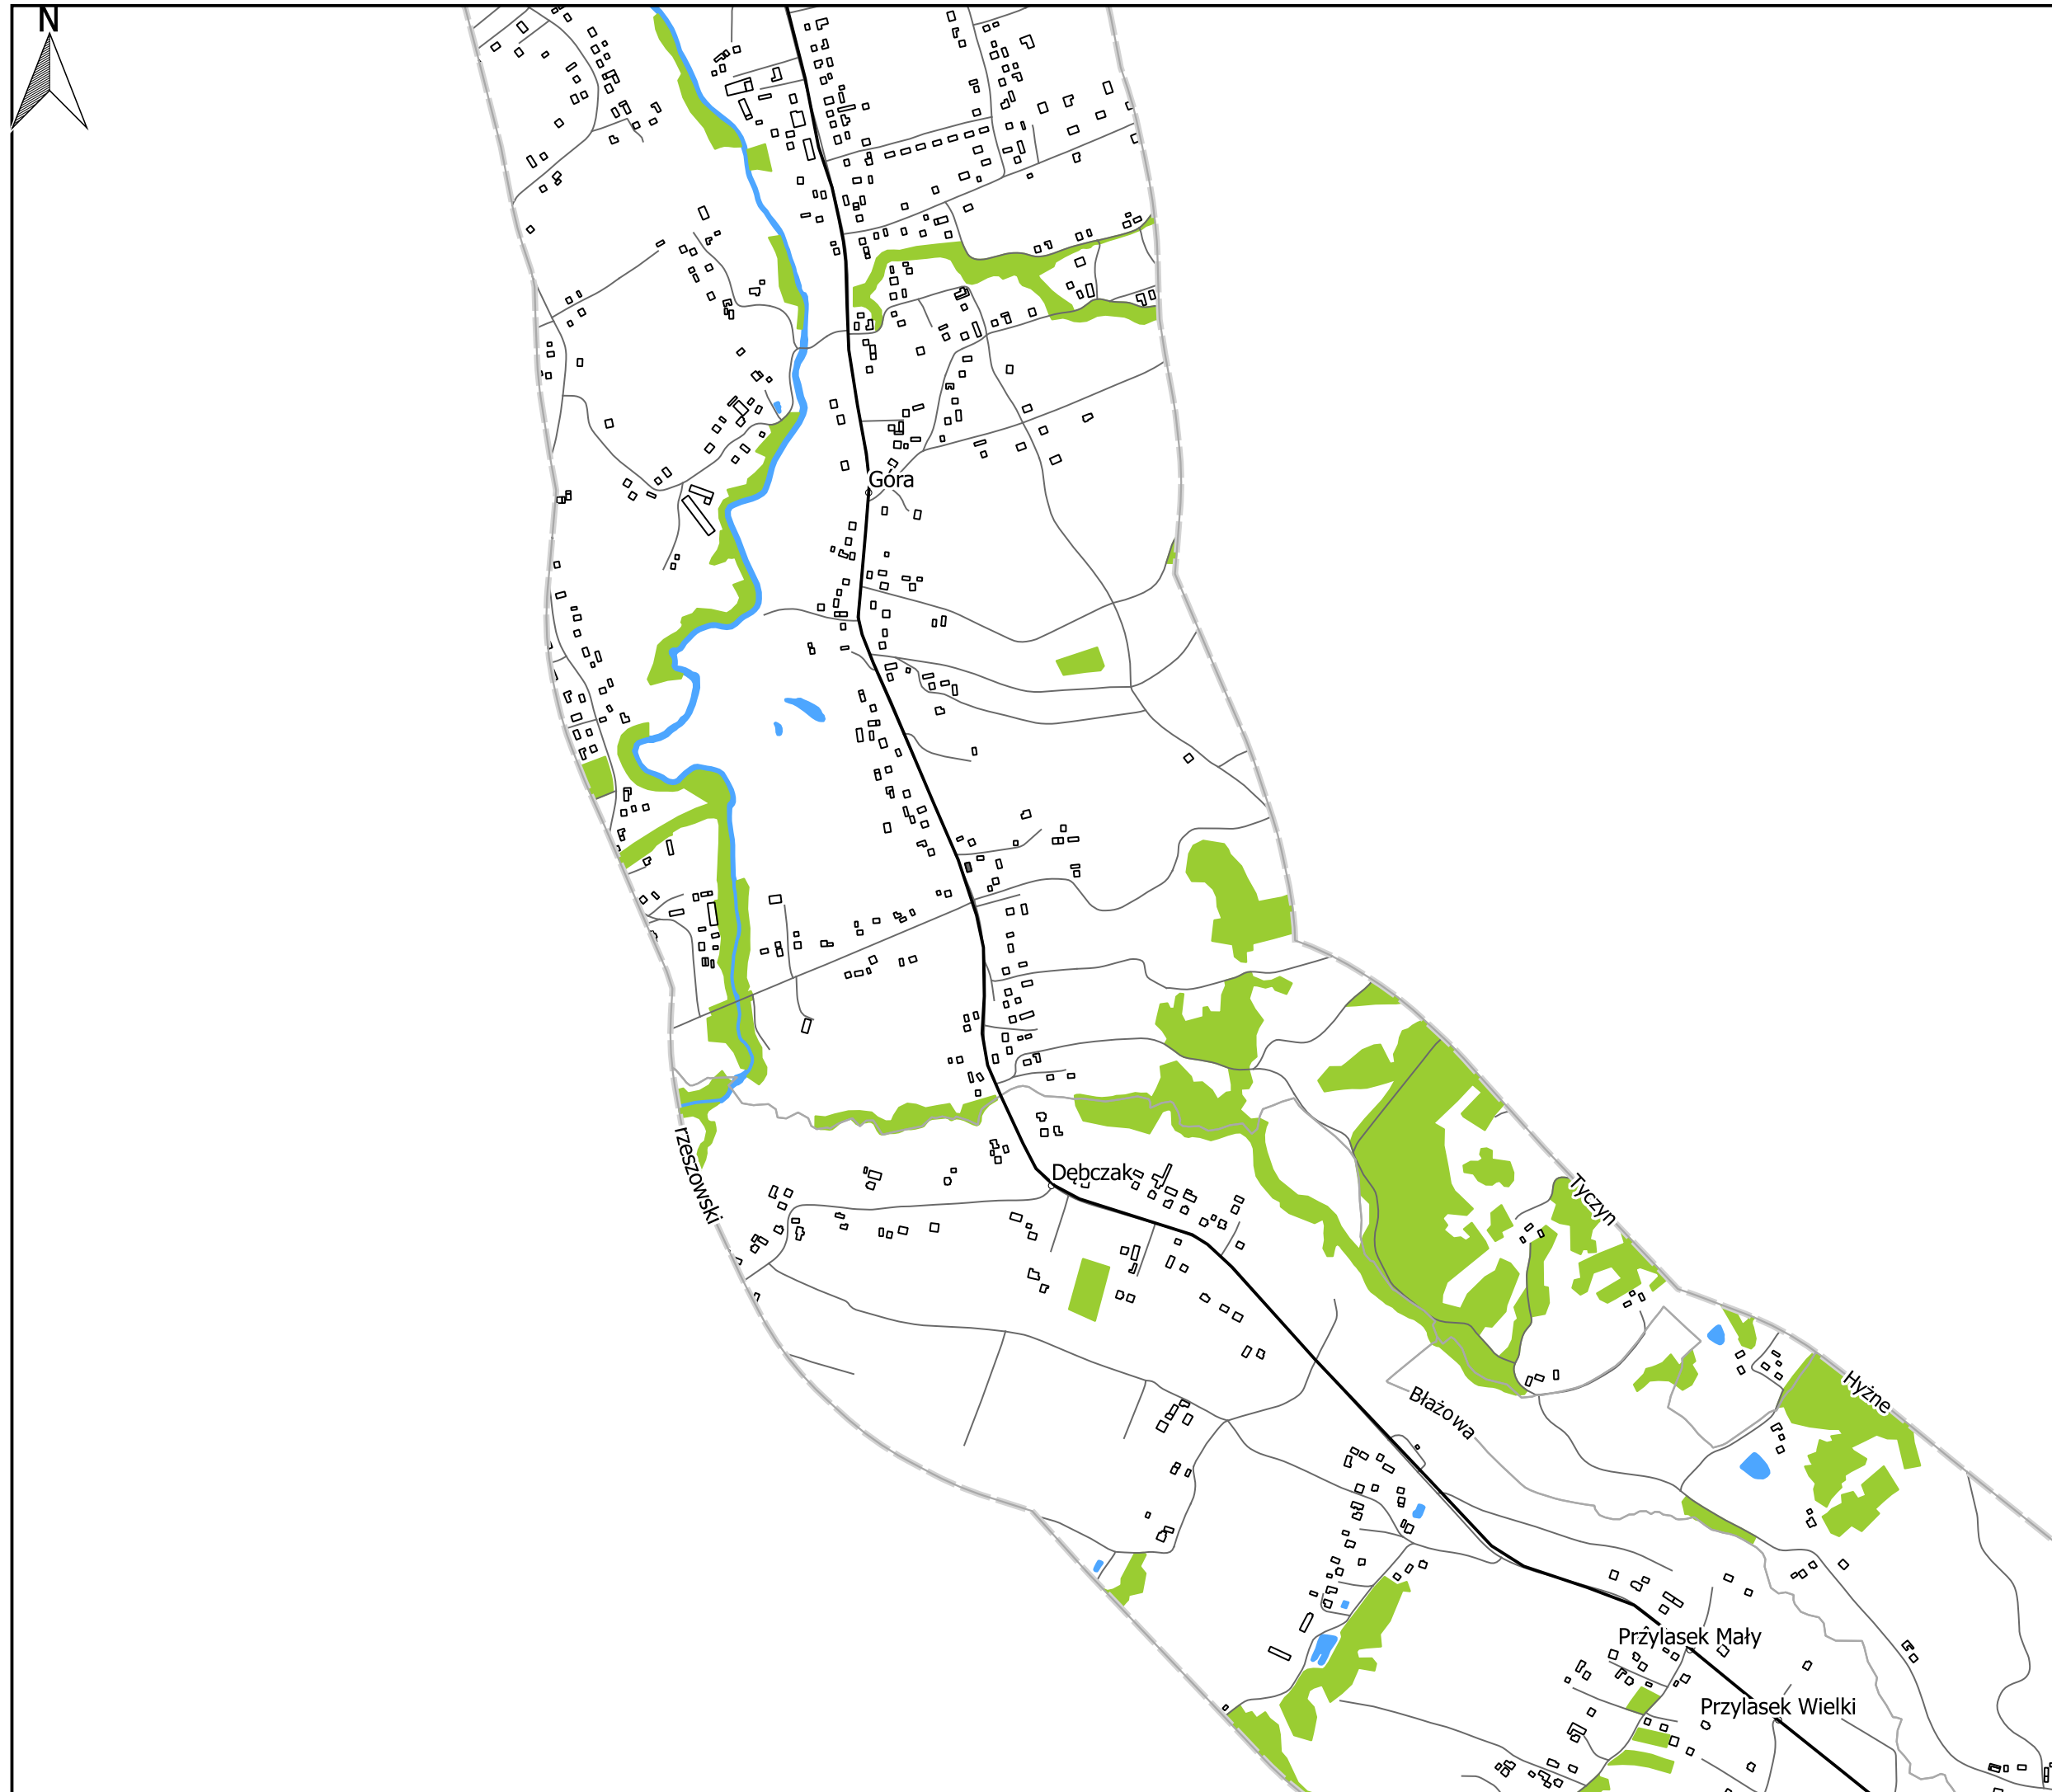 N
Góra
rzeszowski
Dębczak
Tyczyn
Hyżne
Błażowa
Przylasek Mały
Przylasek Wielki